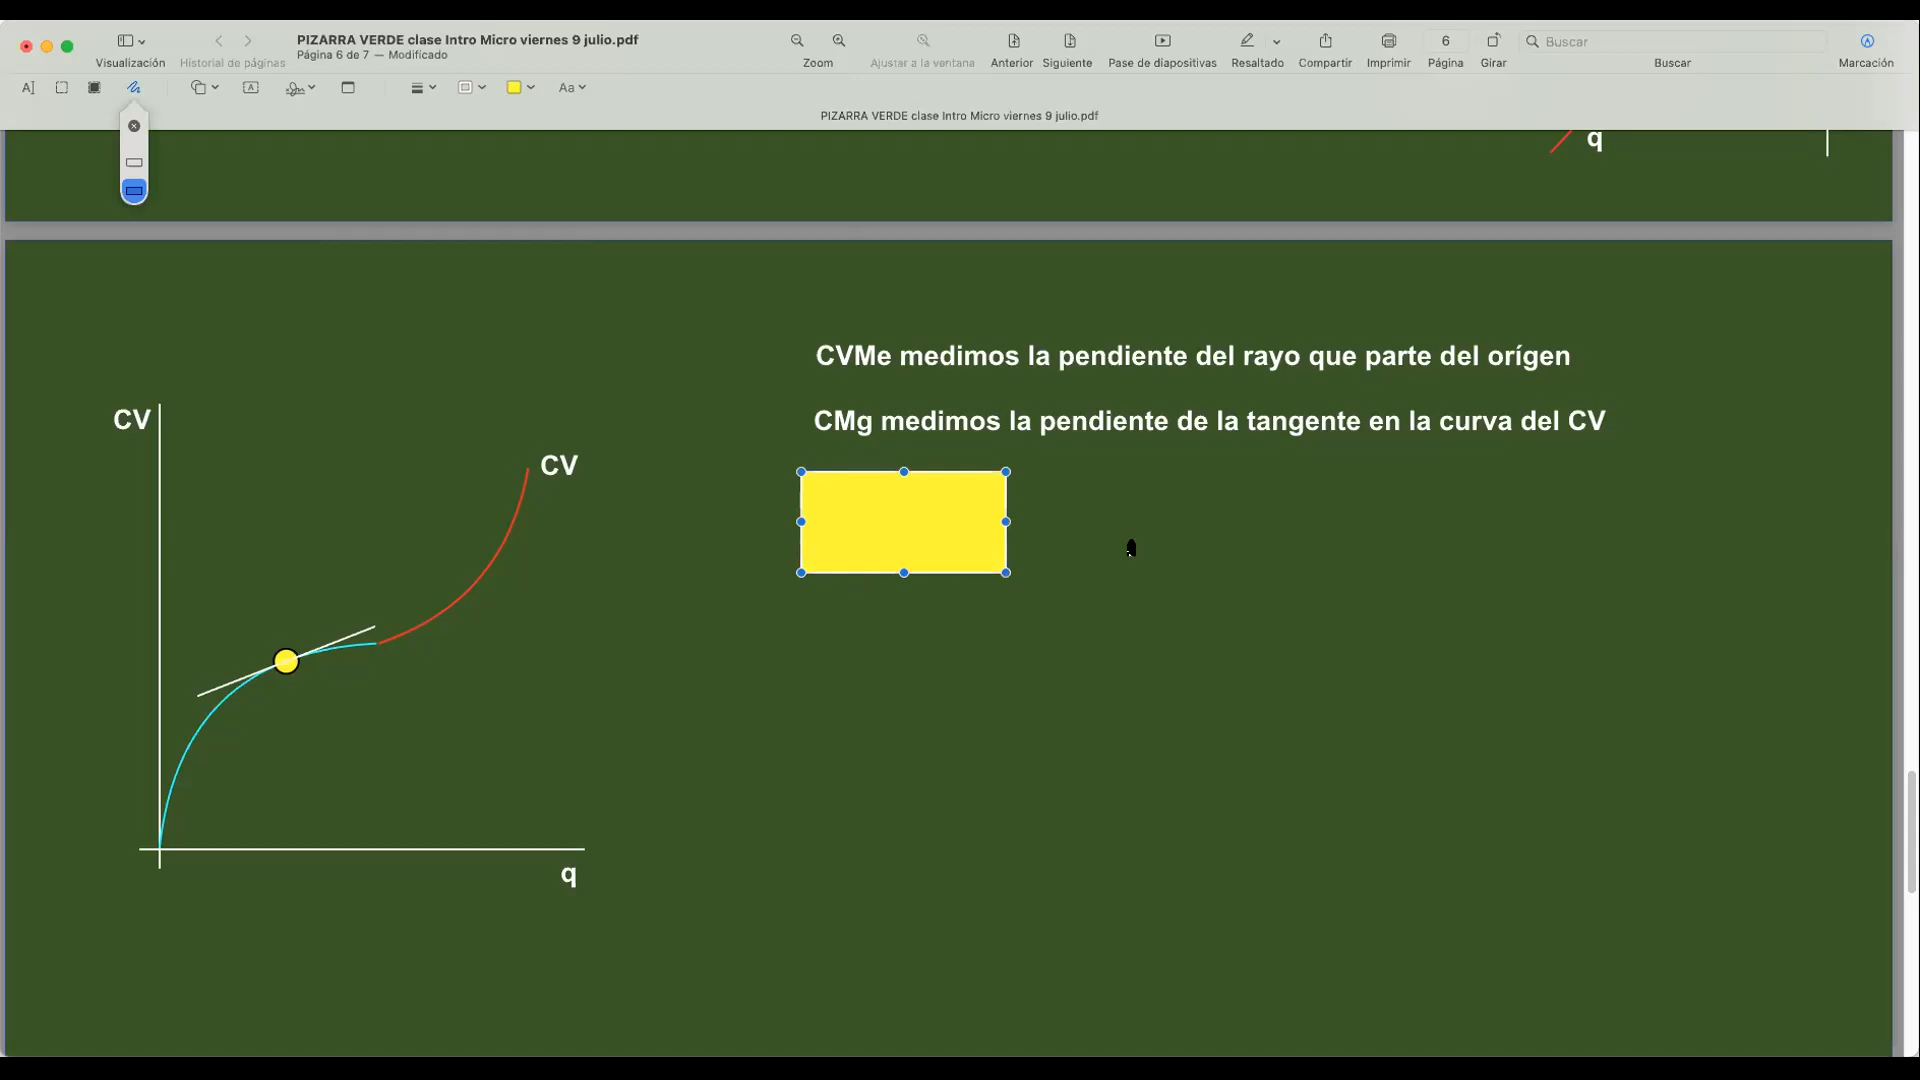 PIZARRA VERDE clase Intro Micro viernes 9 julio.pdf
Página 6 de 7 — Modificado
Visualización
Historial de páginas
Zoom
Ajustar a la ventana
Anterior
Siguiente
Pase de diapositivas
Resaltado
Compartir
Imprimir
6
Página
Girar
Buscar
Buscar
Marcación
A
A
Aa
PIZARRA VERDE clase Intro Micro viernes 9 julio.pdf
q
CVMe medimos la pendiente del rayo que parte del orígen
CMg medimos la pendiente de la tangente en la curva del CV
CV
CV
q